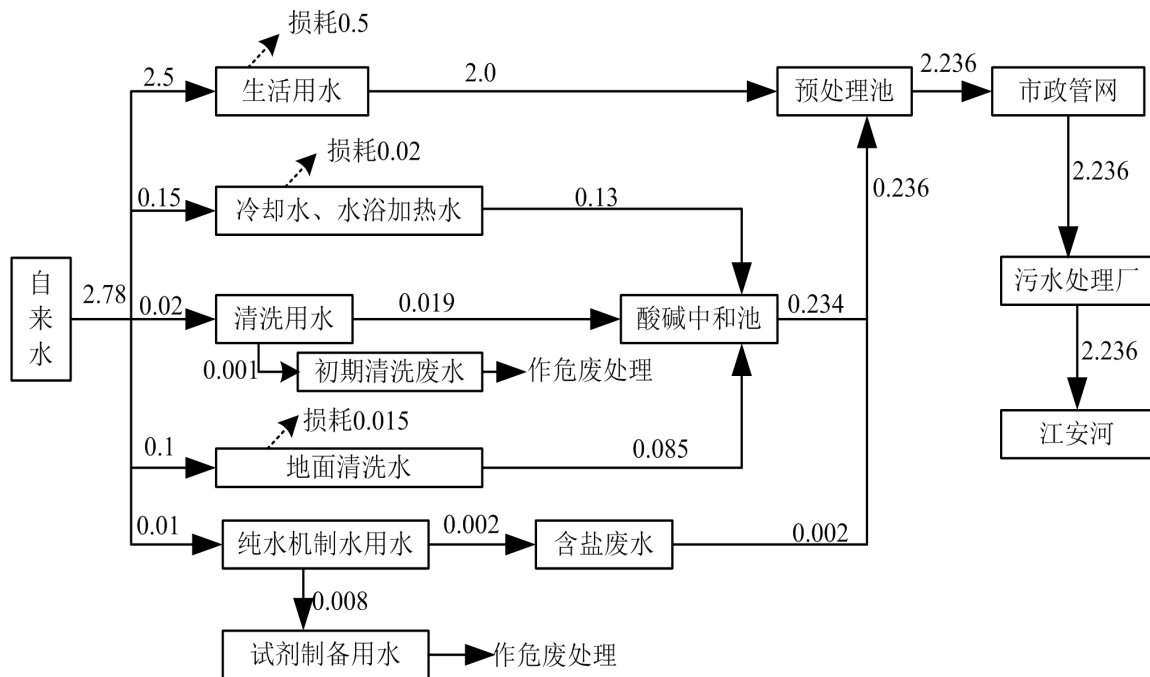 损耗0.5
2.5
生活用水
2.0
预处理池
2.236
市政管网
损耗0.02
2.236
0.15
冷却水、水浴加热水
0.13
0.236
自来水
2.78
0.02
清洗用水
0.019
酸碱中和池
0.234
污水处理厂
0.001
初期清洗废水
作危废处理
2.236
损耗0.015
0.1
地面清洗水
0.085
江安河
0.01
纯水机制水用水
0.002
含盐废水
0.002
0.008
试剂制备用水
作危废处理